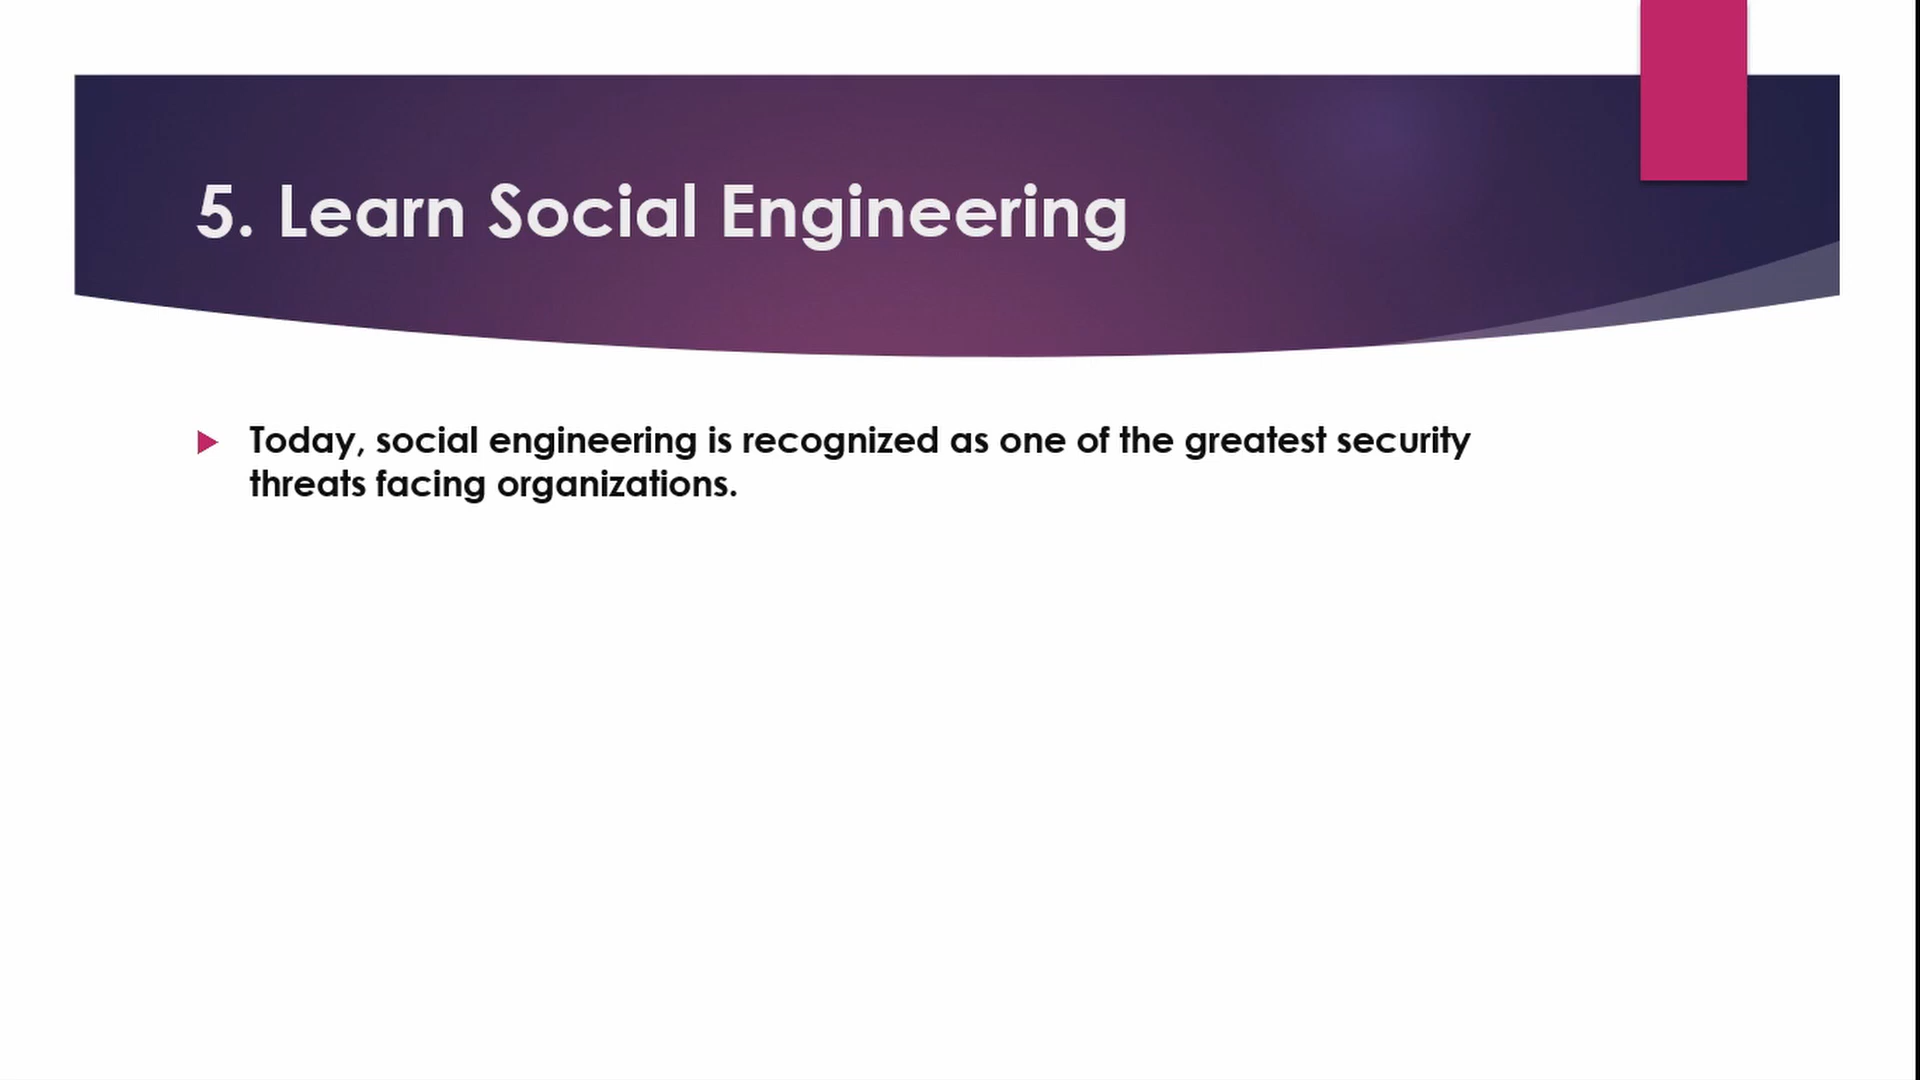 5. Learn Social Engineering
Today, social engineering is recognized as one of the greatest security
threats facing organizations.